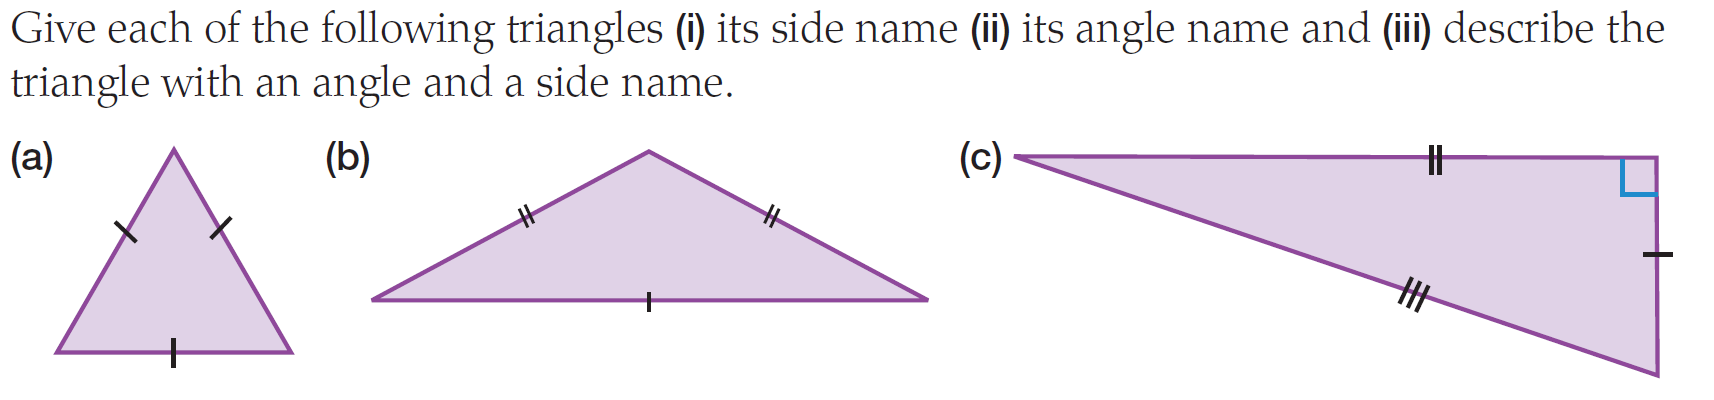 Give each of the following triangles (i) its side name (ii) its angle name and (iii) describe the
triangle with an angle and a side name.
(a) (b) (c)